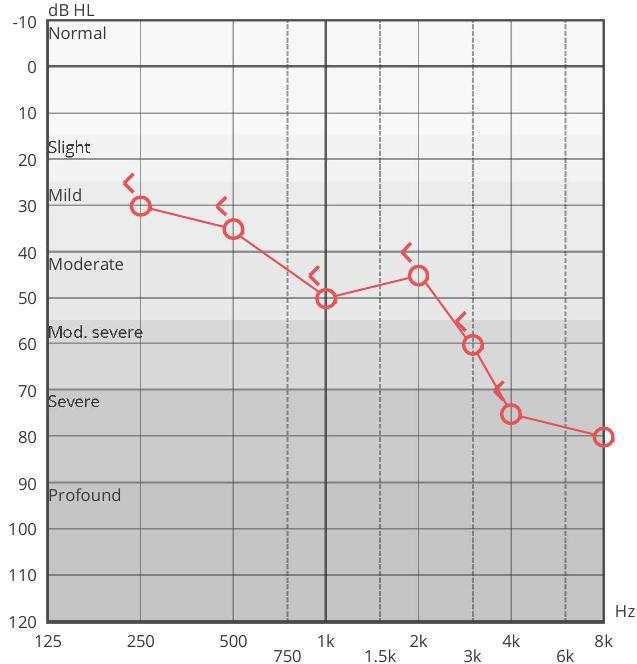 dB HL
-10
Normal
0
10
Slight
20
Mild
30
40
Moderate
50
Mod. severe
60
70
Severe
80
90
Profound
100
110
120
Hz
125 250 500 1k 2k 4k 8k
750 1.5k 3k 6k